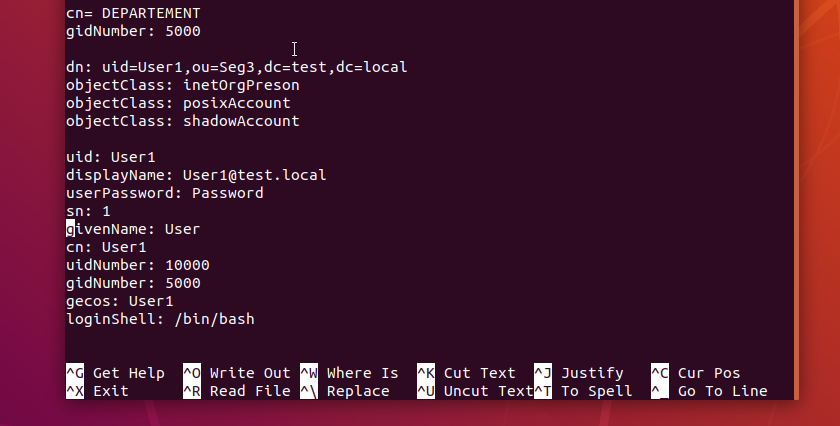 cn= DEPARTEMENT
gidNumber: 5000
dn: uid=User1,ou=Seg3,dc=test,dc=local
objectClass: inetOrgPreson
objectClass: posixAccount
objectClass: shadowAccount
uid: User1
displayName: User1@test.local
userPassword: Password
sn: 1
givenName: User
cn: User1
uidNumber: 10000
gidNumber: 5000
gecos: User1
loginShell: /bin/bash
^G Get Help ^O Write Out ^W Where Is ^K Cut Text ^J Justify ^C Cur Pos
^X Exit ^R Read File ^\ Replace ^U Uncut Text^T To Spell ^_ Go To Line